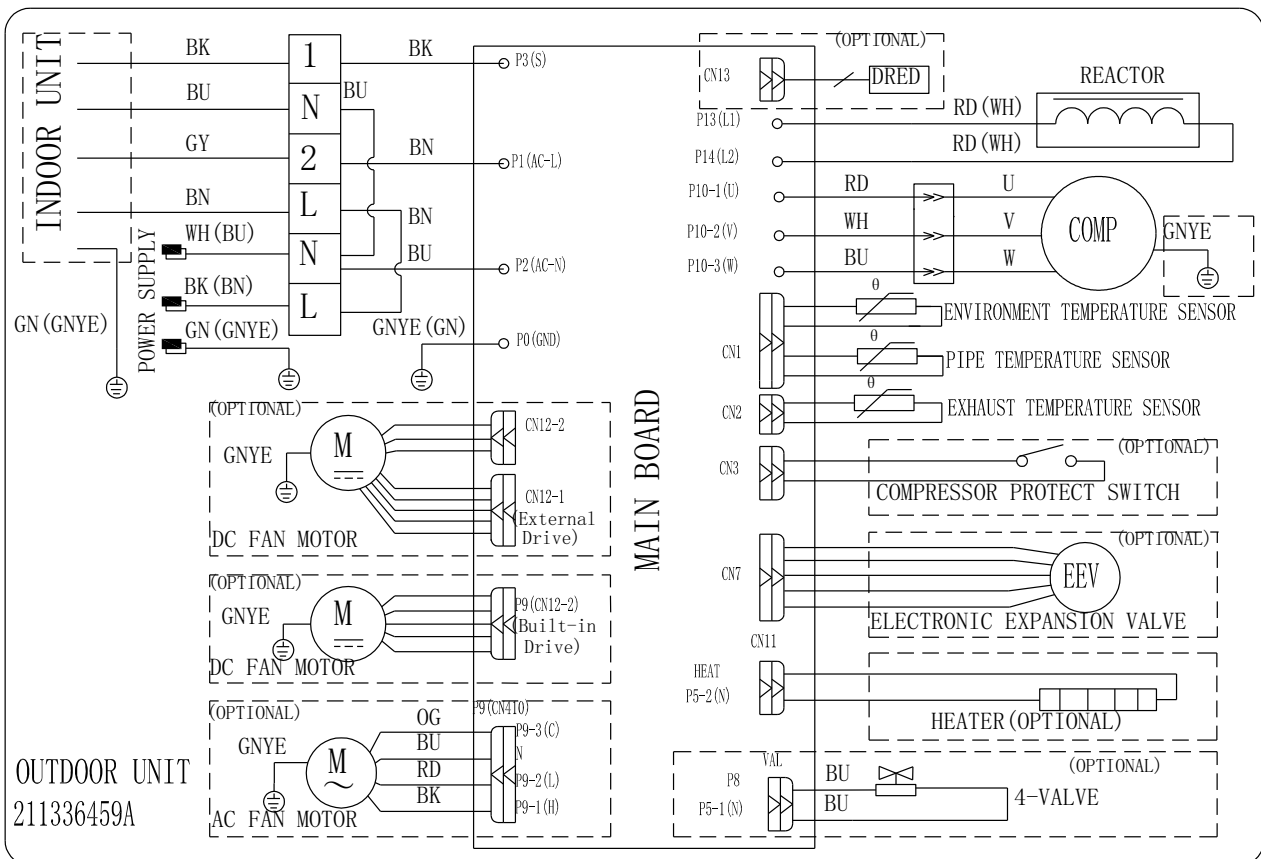 INDOOR UNIT
BK
BU
GY
BN
GN(GNYE)
POWER SUPPLY
WH(BU)
BK(BN)
GN(GNYE)
1
N
2
L
N
L
BK
BU
BN
BN
BU
GNYE(GN)
P3(S)
P1(AC-L)
P2(AC-N)
P0(GND)
MAIN BOARD
(OPTIONAL)
CN13
DRED
P13(L1)
P14(L2)
RD(WH)
RD(WH)
REACTOR
P10-1(U)
P10-2(V)
P10-3(W)
RD
WH
BU
U
V
W
COMP
GNYE
CN1
θ
ENVIRONMENT TEMPERATURE SENSOR
θ
PIPE TEMPERATURE SENSOR
CN2
θ
EXHAUST TEMPERATURE SENSOR
CN3
(OPTIONAL)
COMPRESSOR PROTECT SWITCH
CN7
(OPTIONAL)
EEV
ELECTRONIC EXPANSION VALVE
CN11
HEAT
P5-2(N)
HEATER(OPTIONAL)
VAL
P8
P5-1(N)
BU
BU
(OPTIONAL)
4-VALVE
(OPTIONAL)
GNYE
M
CN12-2
CN12-1
(External
Drive)
DC FAN MOTOR
(OPTIONAL)
GNYE
M
P9(CN12-2)
(Built-in
Drive)
DC FAN MOTOR
(OPTIONAL)
GNYE
M
~
OG
BU
RD
BK
P9(CN410)
P9-3(C)
N
P9-2(L)
P9-1(H)
AC FAN MOTOR
OUTDOOR UNIT
211336459A